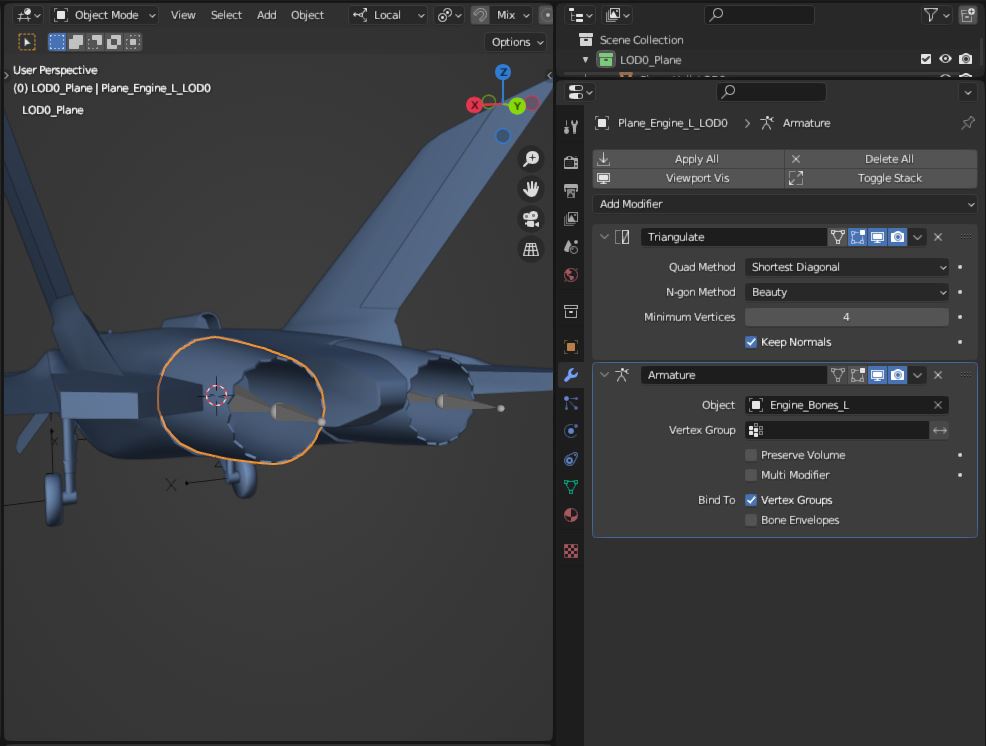 Object Mode View Select Add Object Local Mix
Options
User Perspective
(0) LOD0_Plane | Plane_Engine_L_LOD0
LOD0_Plane
Z
X
Y
Scene Collection
LOD0_Plane
Plane_Engine_L_LOD0 > Armature
Apply All Delete All
Viewport Vis Toggle Stack
Add Modifier
Triangulate
Quad Method Shortest Diagonal
N-gon Method Beauty
Minimum Vertices 4
Keep Normals
Armature
Object Engine_Bones_L
Vertex Group
Preserve Volume
Multi Modifier
Bind To Vertex Groups
Bone Envelopes